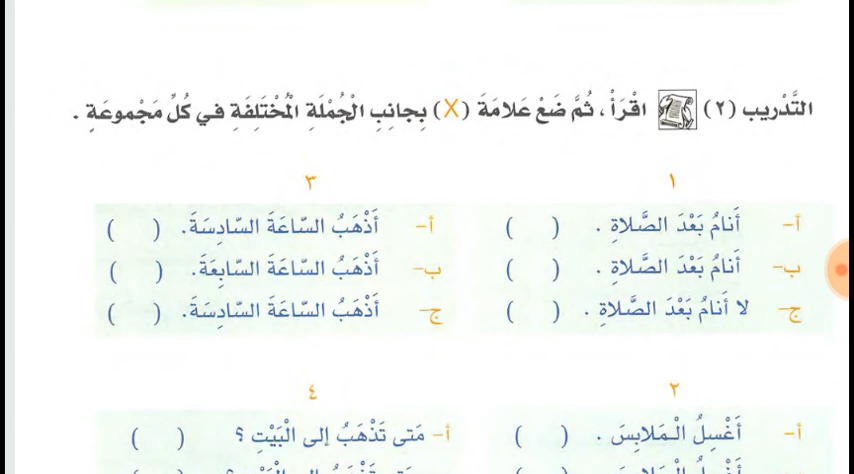 التَّدْرِيب (٢) اقْرَأْ ، ثُمَّ ضَعْ عَلامَةَ (X) بِجانِبِ الْجُمْلَةِ الْمُخْتَلِفَةِ في كُلِّ مَجْموعَةٍ .
١
أ- أَنامُ بَعْدَ الصَّلاةِ . ( )
ب- أَنامُ بَعْدَ الصَّلاةِ . ( )
ج- لا أَنامُ بَعْدَ الصَّلاةِ . ( )
٣
أ- أَذْهَبُ السّاعَةَ السّادِسَةَ. ( )
ب- أَذْهَبُ السّاعَةَ السّابِعَةَ. ( )
ج- أَذْهَبُ السّاعَةَ السّادِسَةَ. ( )
٢
أ- أَغْسِلُ الْمَلابِسَ . ( )
٤
أ- مَتى تَذْهَبُ إلى الْبَيْتِ ؟ ( )